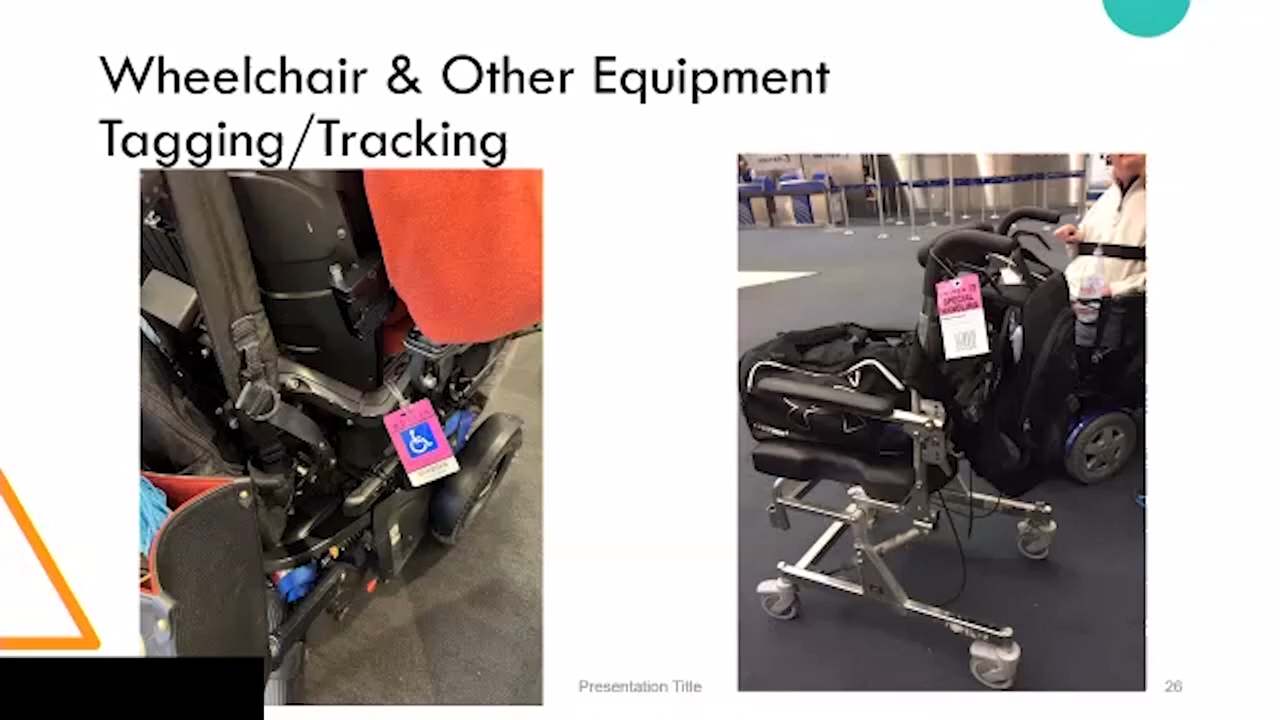 Wheelchair & Other Equipment
Tagging/Tracking
SPECIAL
HANDLING
Presentation Title
26